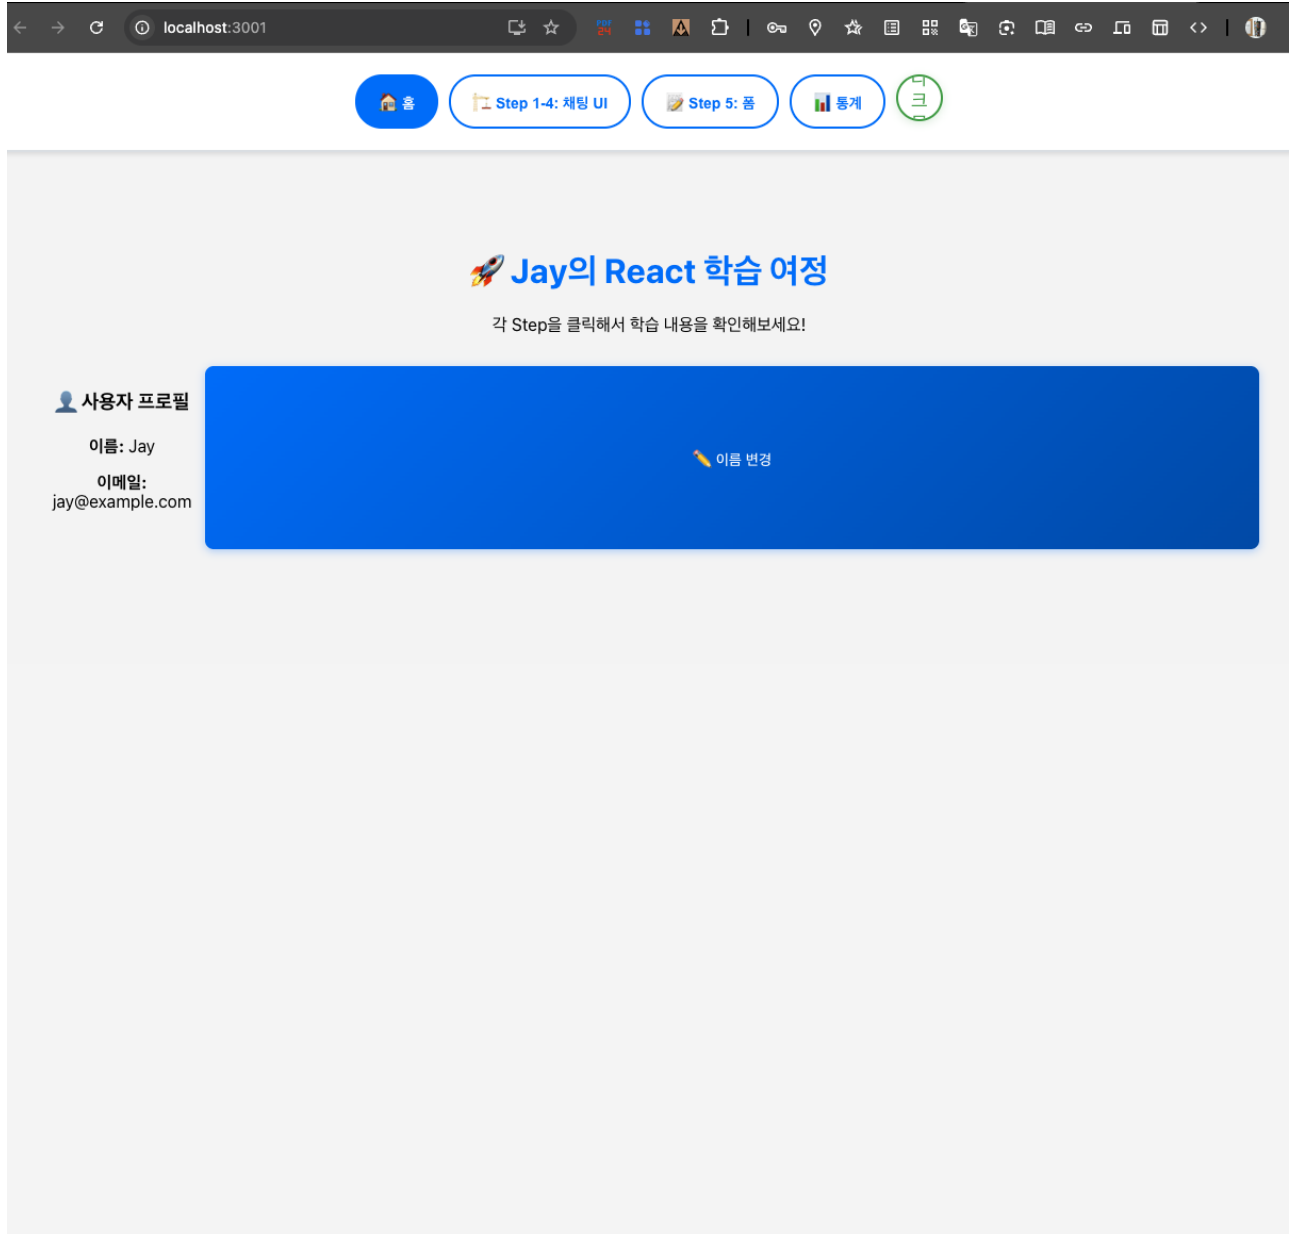 localhost:3001
PDF
24
홈
Step 1-4: 채팅 UI
Step 5: 폼
통계
크
Jay의 React 학습 여정
각 Step을 클릭해서 학습 내용을 확인해보세요!
사용자 프로필
이름: Jay
이메일:
jay@example.com
이름 변경